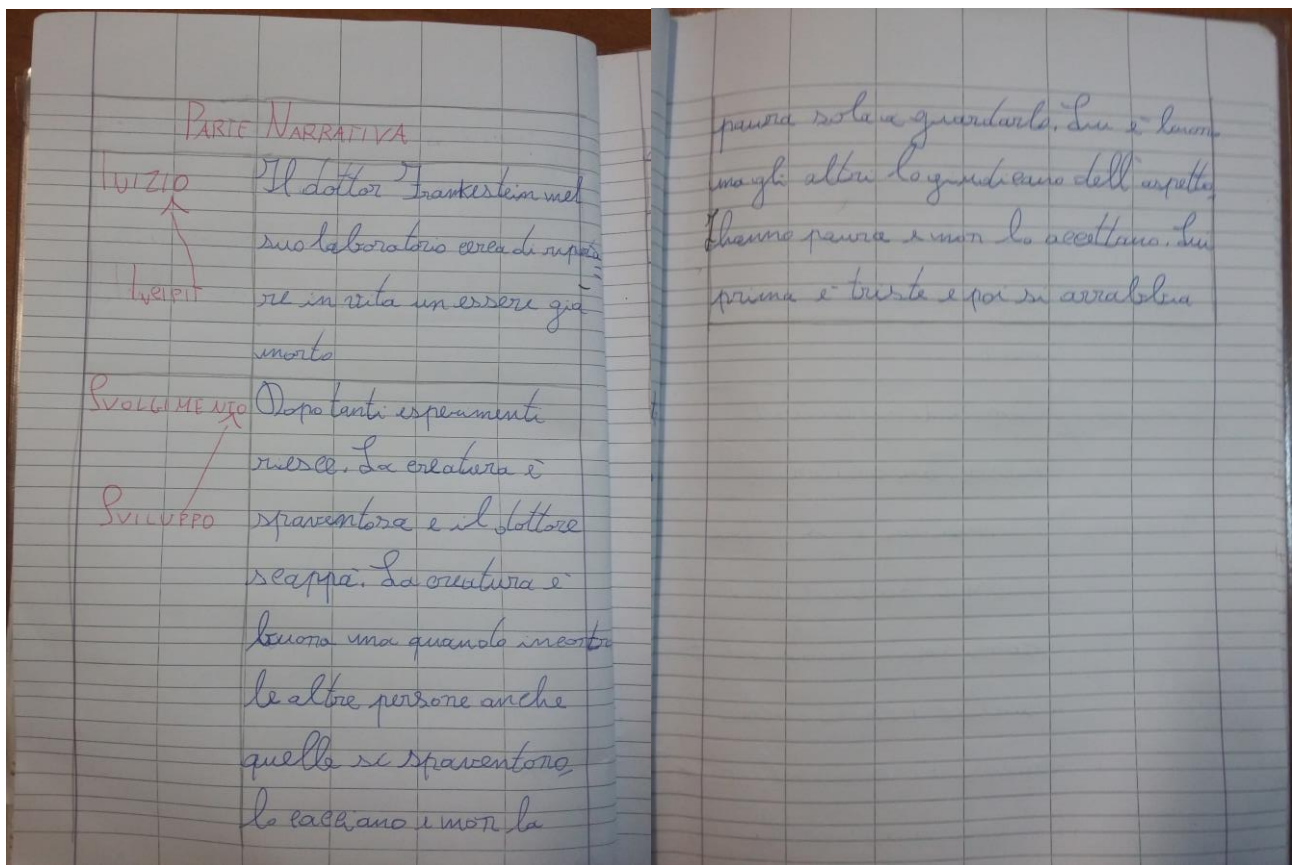 PARTE NARRATIVA
INIZIO Il dottor Frankestein nel
suo laboratorio cerca di riporta=
INCIPIT re in vita un essere già
morto
SVOLGIMENTO Dopo tanti esperimenti
riesce. La creatura è
SVILUPPO spaventosa e il dottore
scappa. La creatura è
buona ma quando incontra
le altre persone anche
quelle si spaventono,
lo cacciano e non la
paura solo a guardarlo. Lui è buono
ma gli altri lo giudicano dell'aspetto,
hanno paura e non lo accettano. Lui
prima è triste e poi si arrabbia